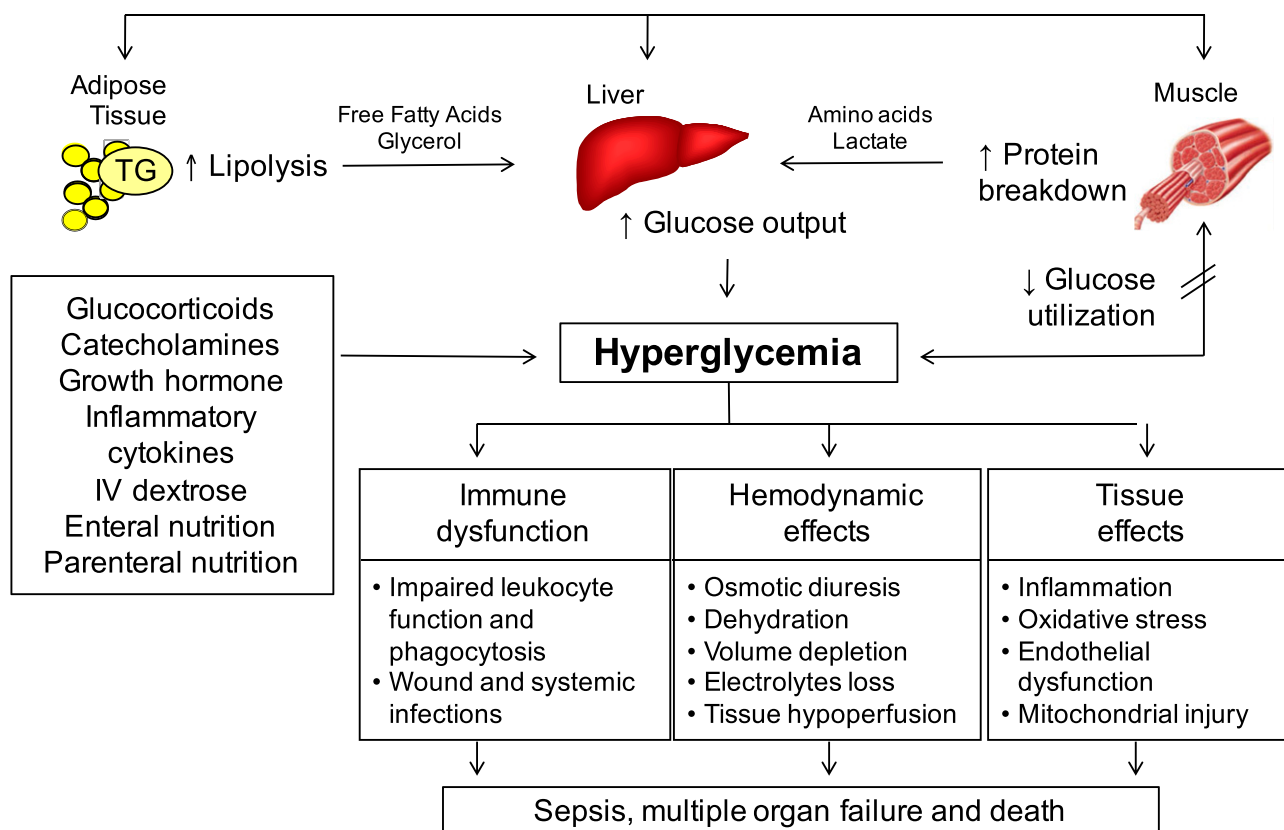 Adipose
Tissue
TG
↑ Lipolysis
Free Fatty Acids
Glycerol
Liver
↑ Glucose output
Amino acids
Lactate
Muscle
↑ Protein
breakdown
↓ Glucose
utilization
Glucocorticoids
Catecholamines
Growth hormone
Inflammatory
cytokines
IV dextrose
Enteral nutrition
Parenteral nutrition
Hyperglycemia
Immune
dysfunction
• Impaired leukocyte
function and
phagocytosis
• Wound and systemic
infections
Hemodynamic
effects
• Osmotic diuresis
• Dehydration
• Volume depletion
• Electrolytes loss
• Tissue hypoperfusion
Tissue
effects
• Inflammation
• Oxidative stress
• Endothelial
dysfunction
• Mitochondrial injury
Sepsis, multiple organ failure and death